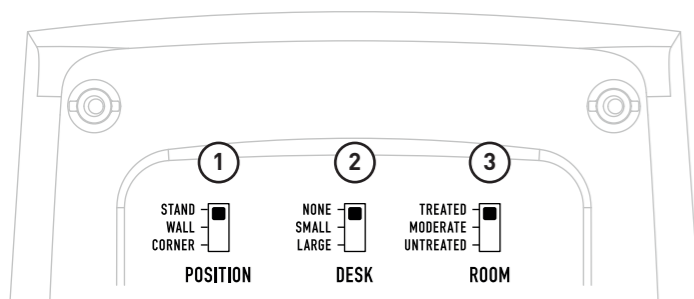 1 2 3
STAND NONE TREATED
WALL SMALL MODERATE
CORNER LARGE UNTREATED
POSITION DESK ROOM